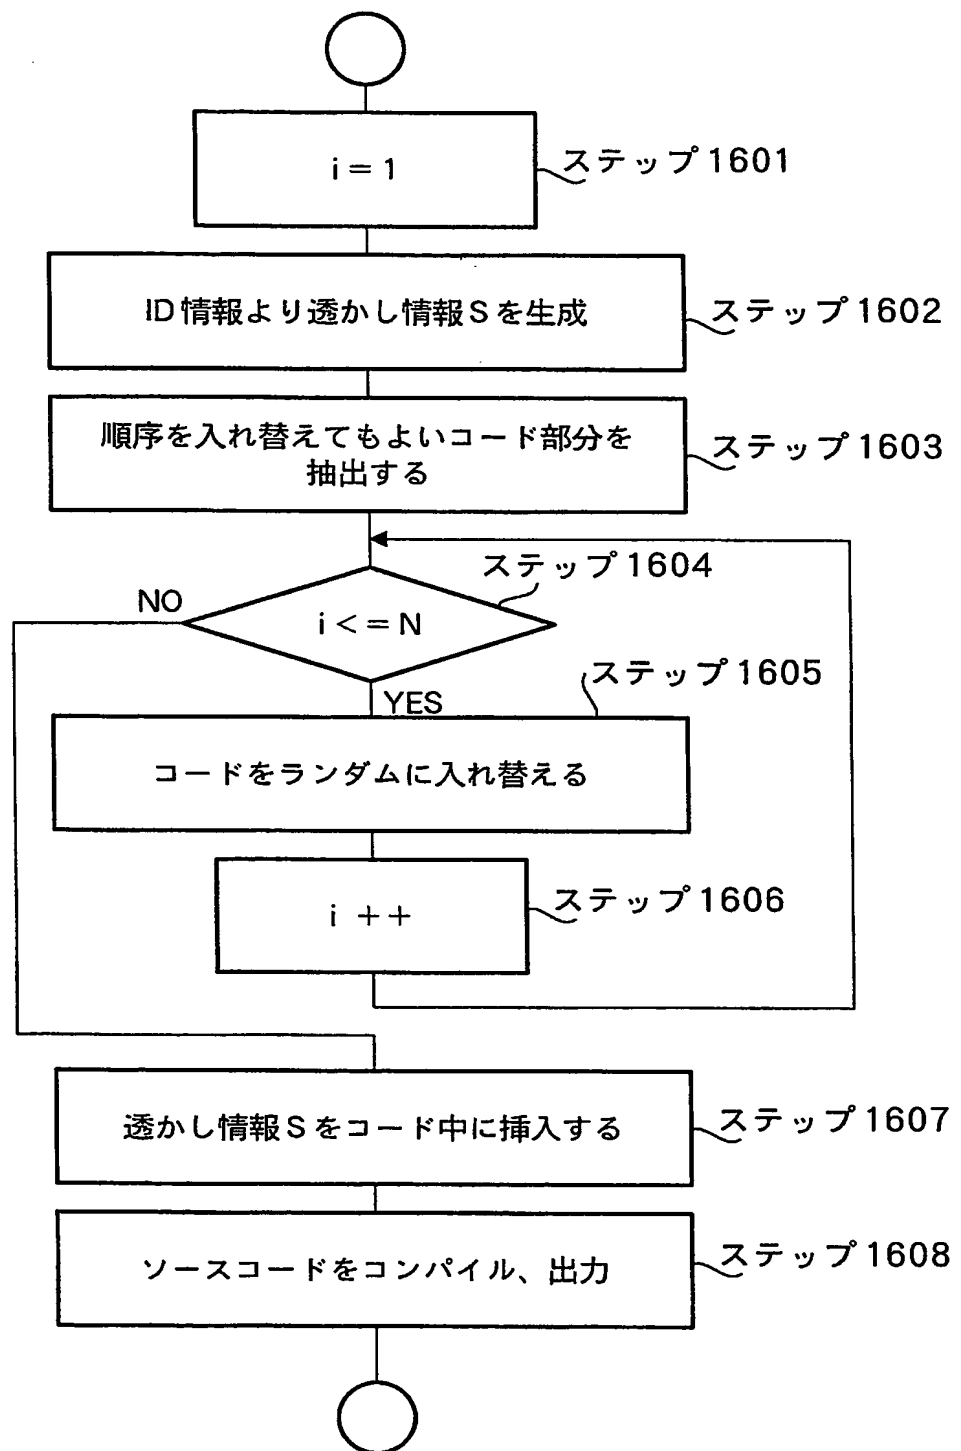 i = 1
ステップ 1601
ID 情報より透かし情報 S を生成
ステップ 1602
順序を入れ替えてもよいコード部分を
抽出する
ステップ 1603
ステップ 1604
NO
i <= N
ステップ 1605
YES
コードをランダムに入れ替える
ステップ 1606
i ++
透かし情報 S をコード中に挿入する
ステップ 1607
ソースコードをコンパイル、出力
ステップ 1608